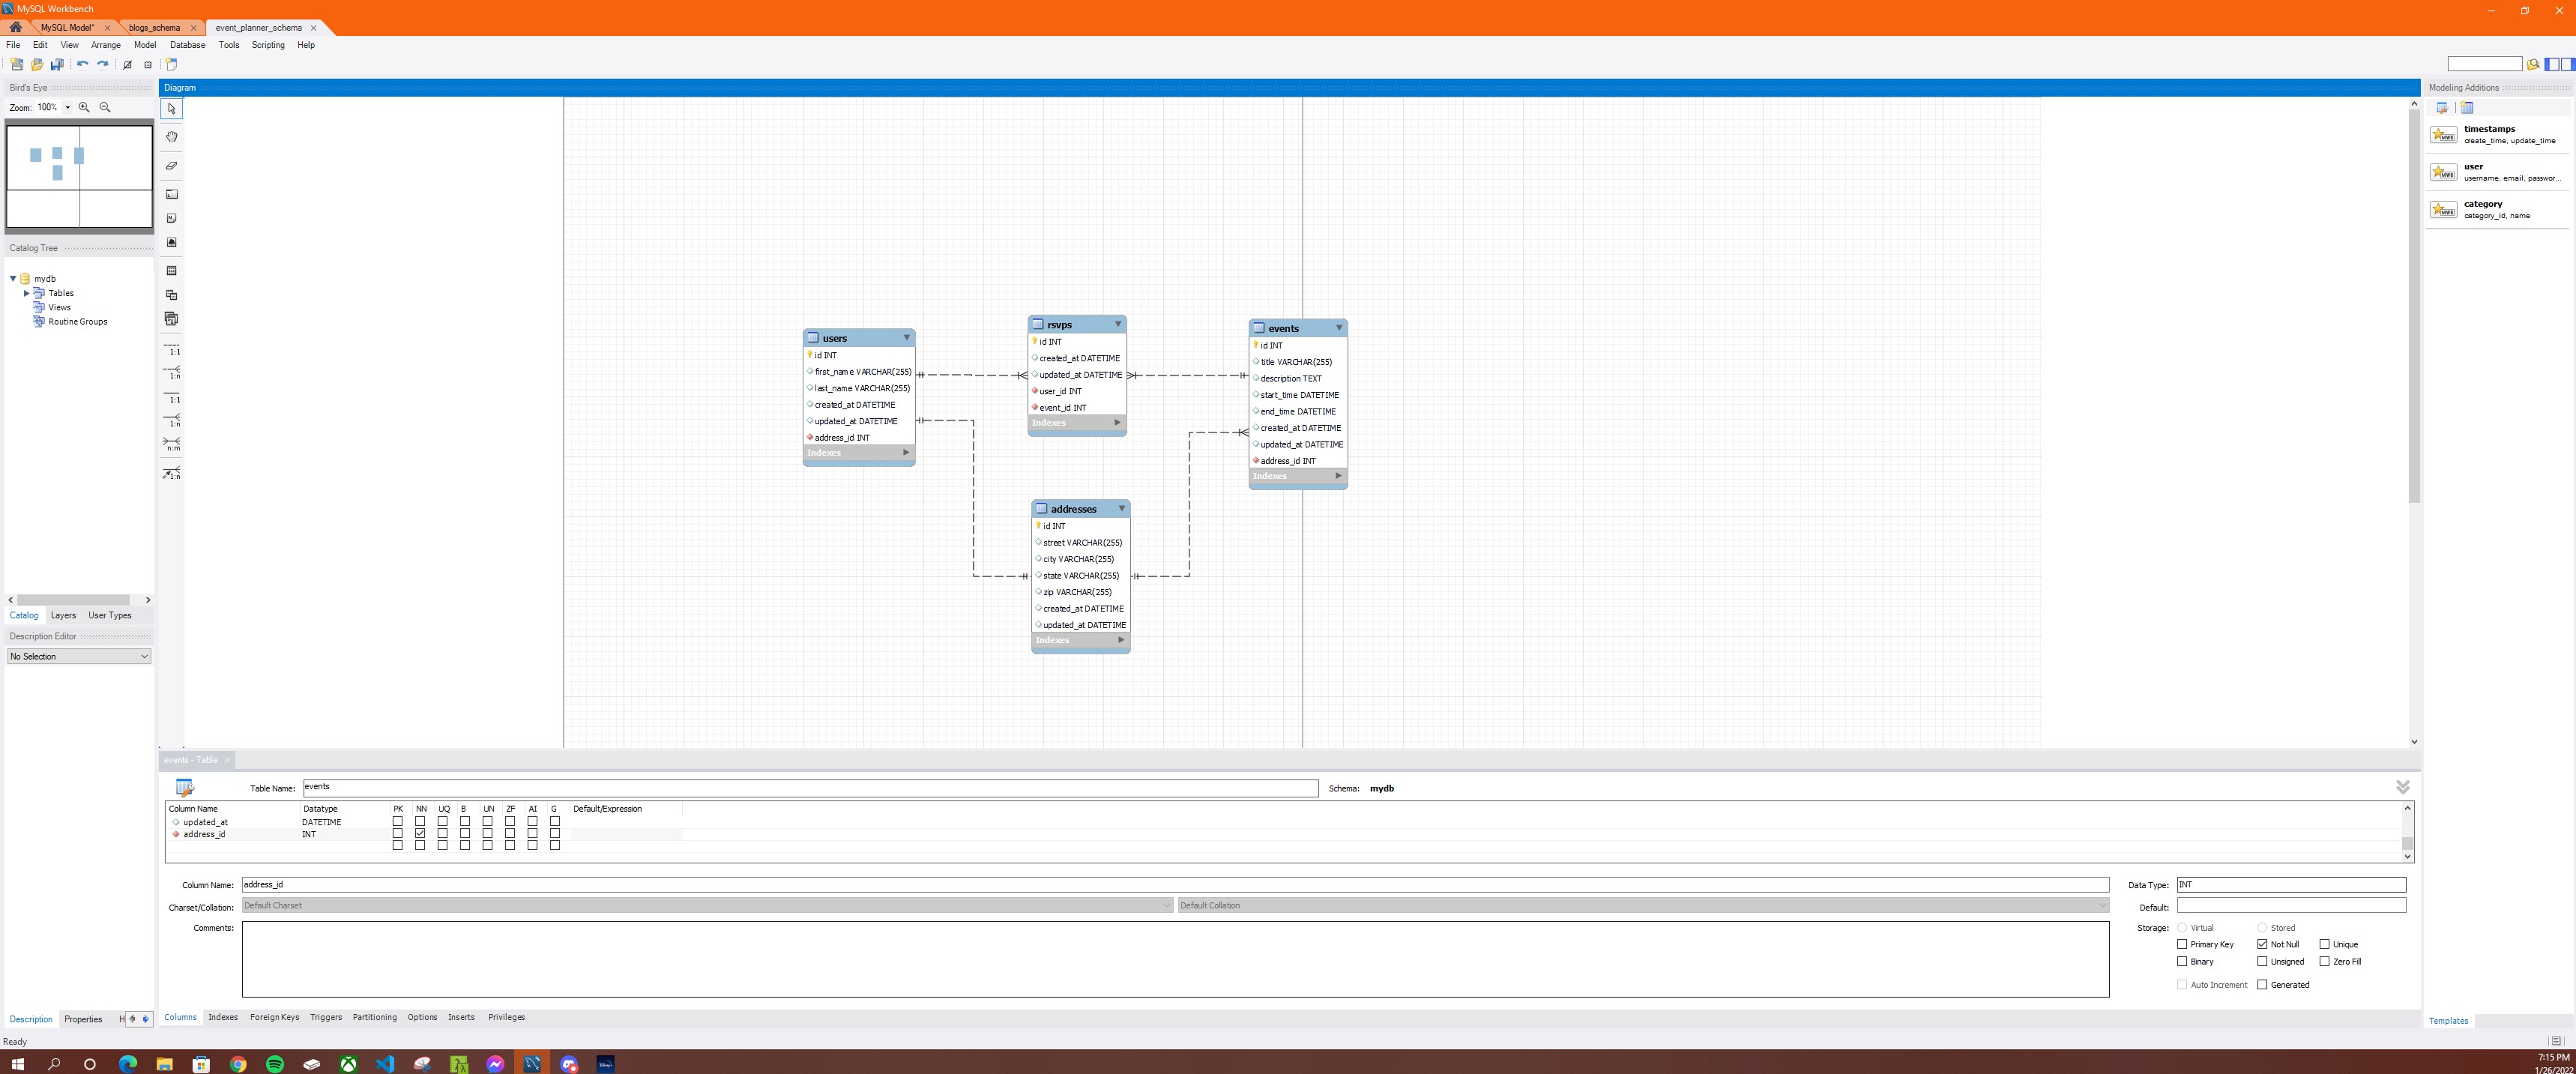 MySQL Workbench
MySQL Model* × blogs_schema × event_planner_schema ×
File Edit View Arrange Model Database Tools Scripting Help
Bird's Eye
Zoom: 100%
Catalog Tree
mydb
Tables
Views
Routine Groups
Catalog Layers User Types
Description Editor
No Selection
Description Properties H
Ready
Diagram
1:1
1:n
1:1
1:n
n:m
1:n
users
id INT
first_name VARCHAR(255)
last_name VARCHAR(255)
created_at DATETIME
updated_at DATETIME
address_id INT
Indexes
rsvps
id INT
created_at DATETIME
updated_at DATETIME
user_id INT
event_id INT
Indexes
events
id INT
title VARCHAR(255)
description TEXT
start_time DATETIME
end_time DATETIME
created_at DATETIME
updated_at DATETIME
address_id INT
Indexes
addresses
id INT
street VARCHAR(255)
city VARCHAR(255)
state VARCHAR(255)
zip VARCHAR(255)
created_at DATETIME
updated_at DATETIME
Indexes
Modeling Additions
timestamps
create_time, update_time
user
username, email, passwor...
category
category_id, name
Templates
events - Table ×
Table Name: events Schema: mydb
Column Name Datatype PK NN UQ B UN ZF AI G Default/Expression
updated_at DATETIME
address_id INT
Column Name: address_id Data Type: INT
Charset/Collation: Default Charset Default Collation Default:
Comments: Storage: Virtual Stored
Primary Key Not Null Unique
Binary Unsigned Zero Fill
Auto Increment Generated
Columns Indexes Foreign Keys Triggers Partitioning Options Inserts Privileges
7:15 PM
1/26/2022